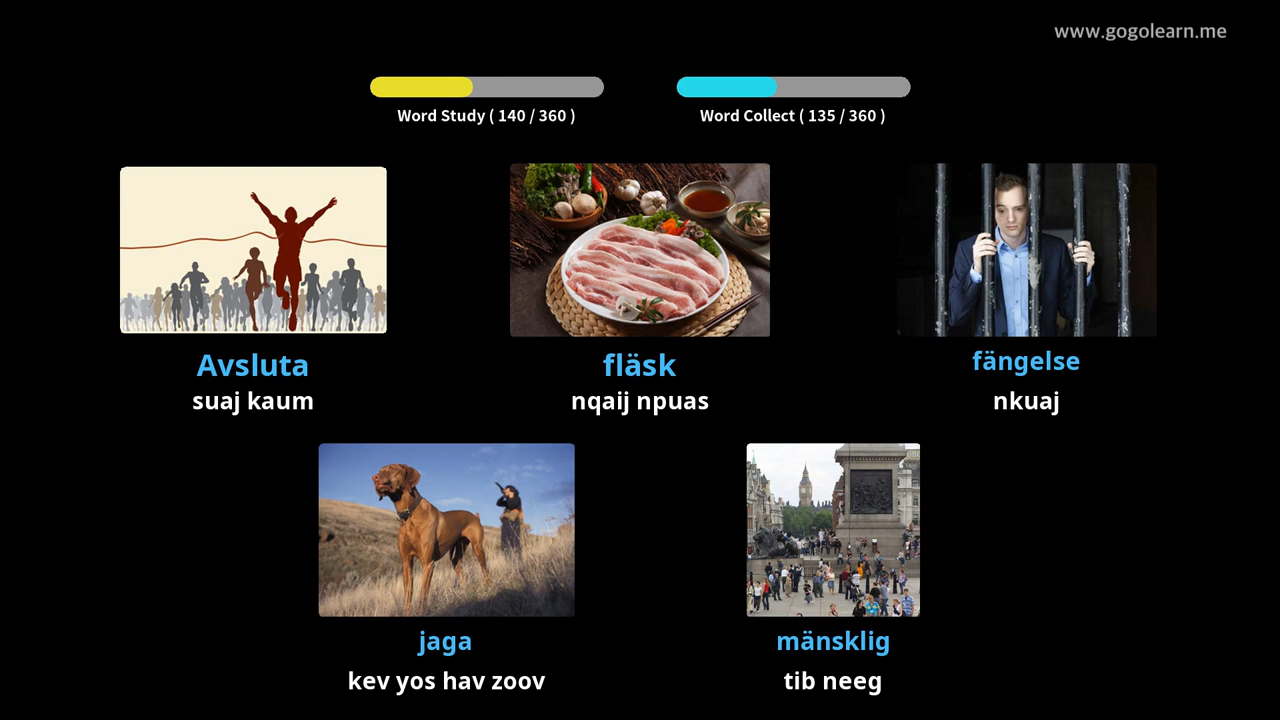 www.gogolearn.me
Word Study ( 140 / 360 )
Word Collect ( 135 / 360 )
Avsluta
suaj kaum
fläsk
nqaij npuas
fängelse
nkuaj
jaga
kev yos hav zoov
mänsklig
tib neeg